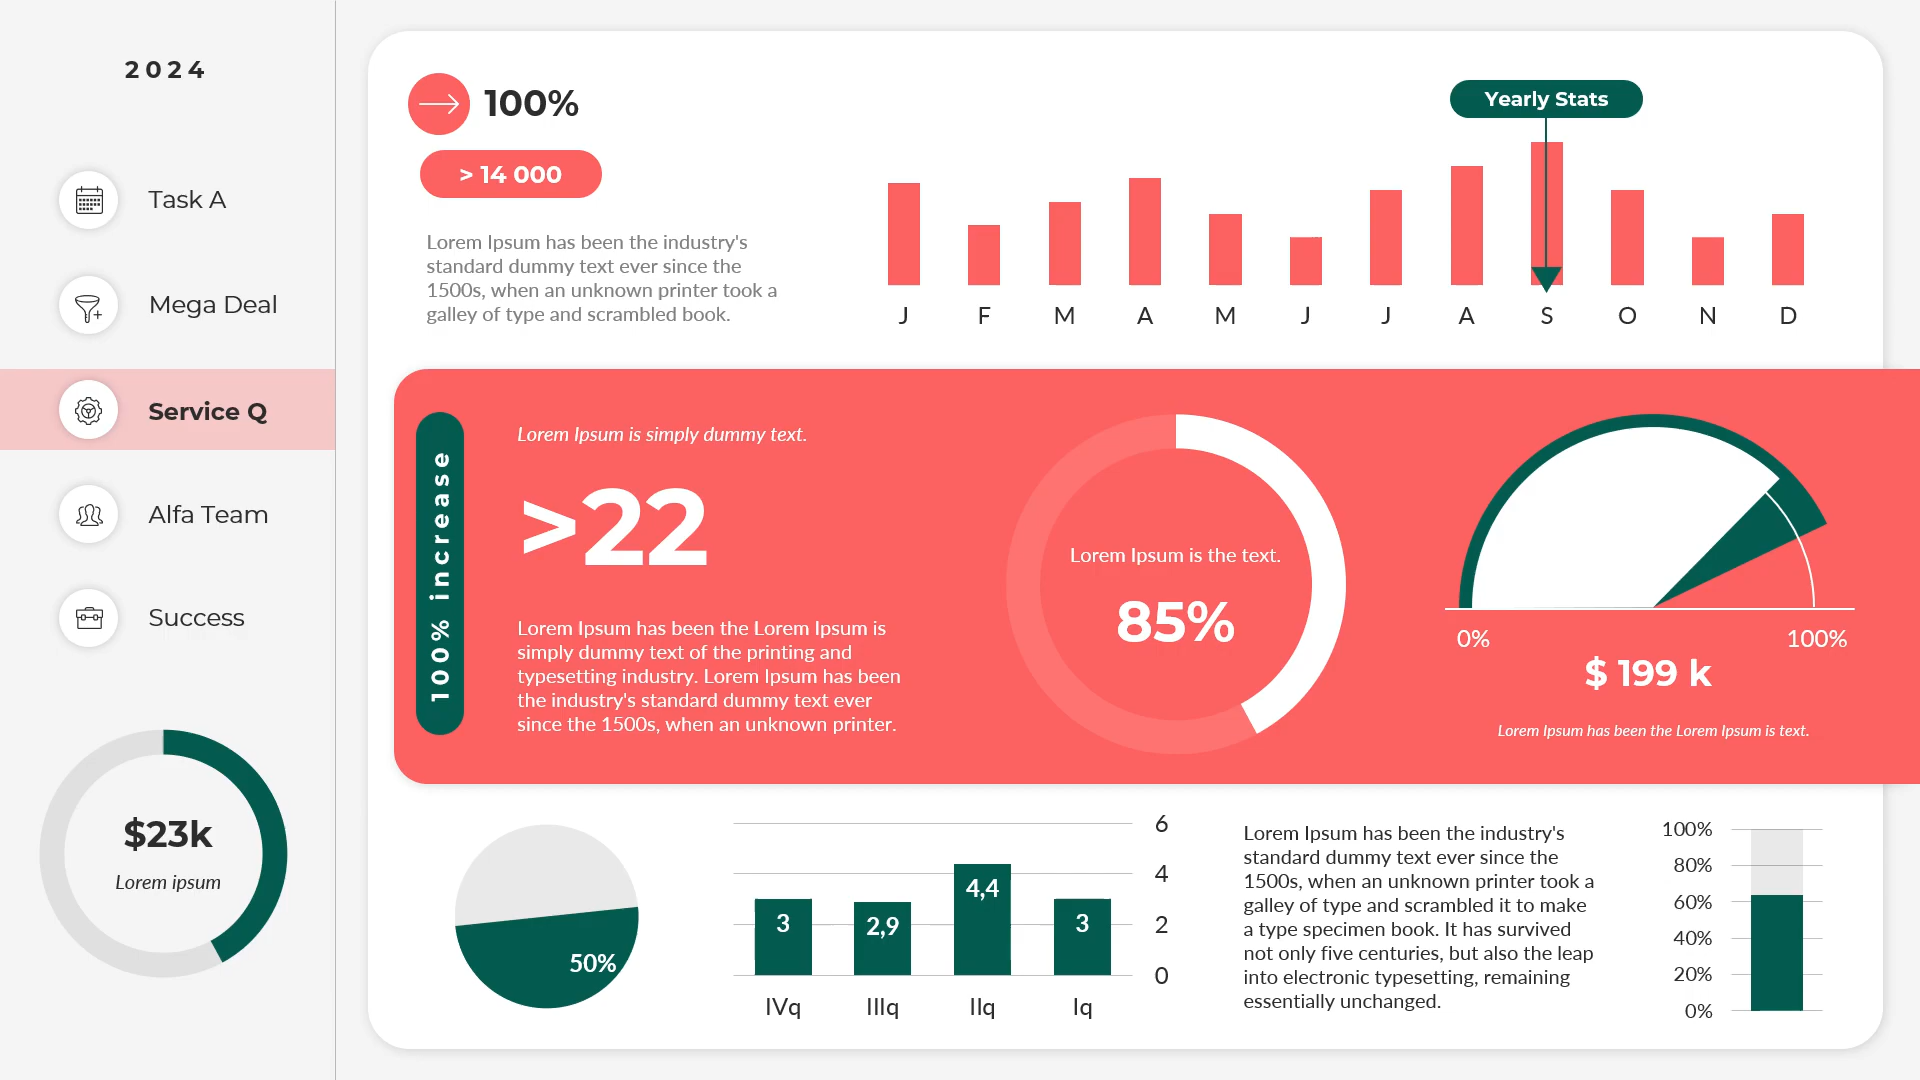 2024
Task A
Mega Deal
Service Q
Alfa Team
Success
$23k
Lorem ipsum
100%
> 14 000
Lorem Ipsum has been the industry's
standard dummy text ever since the
1500s, when an unknown printer took a
galley of type and scrambled book.
Yearly Stats
J F M A M J J A S O N D
100% increase
Lorem Ipsum is simply dummy text.
>22
Lorem Ipsum has been the Lorem Ipsum is
simply dummy text of the printing and
typesetting industry. Lorem Ipsum has been
the industry's standard dummy text ever
since the 1500s, when an unknown printer.
Lorem Ipsum is the text.
85%
0% 100%
$ 199 k
Lorem Ipsum has been the Lorem Ipsum is text.
50%
6
4
2
0
3 2,9 4,4 3
IVq IIIq IIq Iq
Lorem Ipsum has been the industry's
standard dummy text ever since the
1500s, when an unknown printer took a
galley of type and scrambled it to make
a type specimen book. It has survived
not only five centuries, but also the leap
into electronic typesetting, remaining
essentially unchanged.
100%
80%
60%
40%
20%
0%